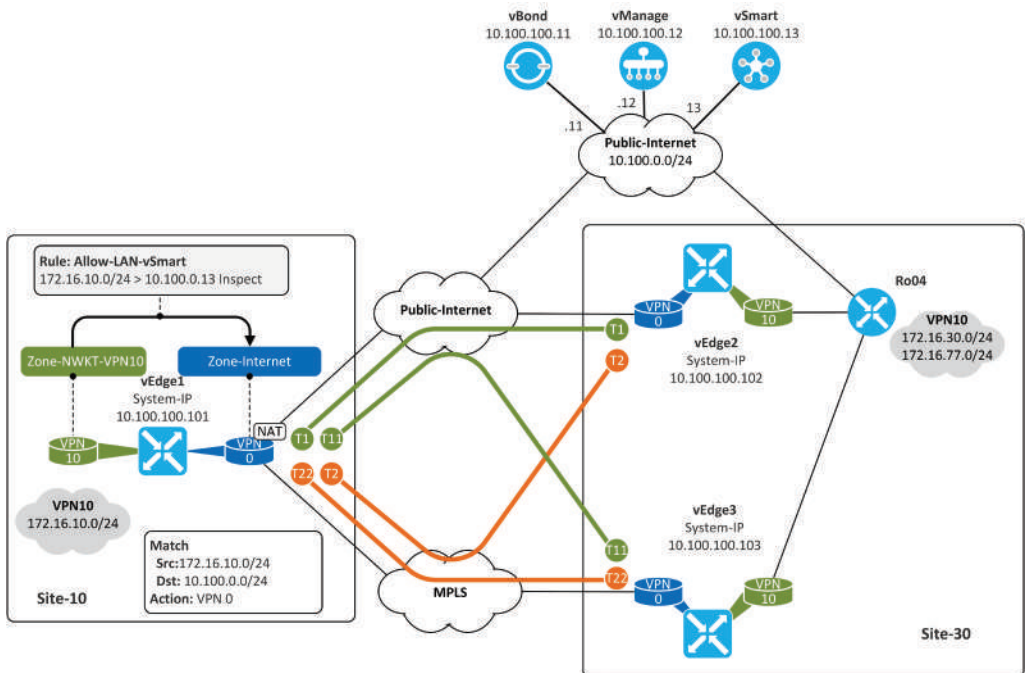 vBond
10.100.100.11
vManage
10.100.100.12
vSmart
10.100.100.13
.11
.12
13
Public-Internet
10.100.0.0/24
Rule: Allow-LAN-vSmart
172.16.10.0/24 > 10.100.0.13 Inspect
Zone-NWKT-VPN10
Zone-Internet
vEdge1
System-IP
10.100.100.101
VPN
10
VPN
0
NAT
VPN10
172.16.10.0/24
Match
Src:172.16.10.0/24
Dst: 10.100.0.0/24
Action: VPN 0
Site-10
Public-Internet
T1
T11
T22
T2
MPLS
T1
T2
T11
T22
VPN
0
VPN
10
vEdge2
System-IP
10.100.100.102
Ro04
VPN10
172.16.30.0/24
172.16.77.0/24
vEdge3
System-IP
10.100.100.103
VPN
0
VPN
10
Site-30